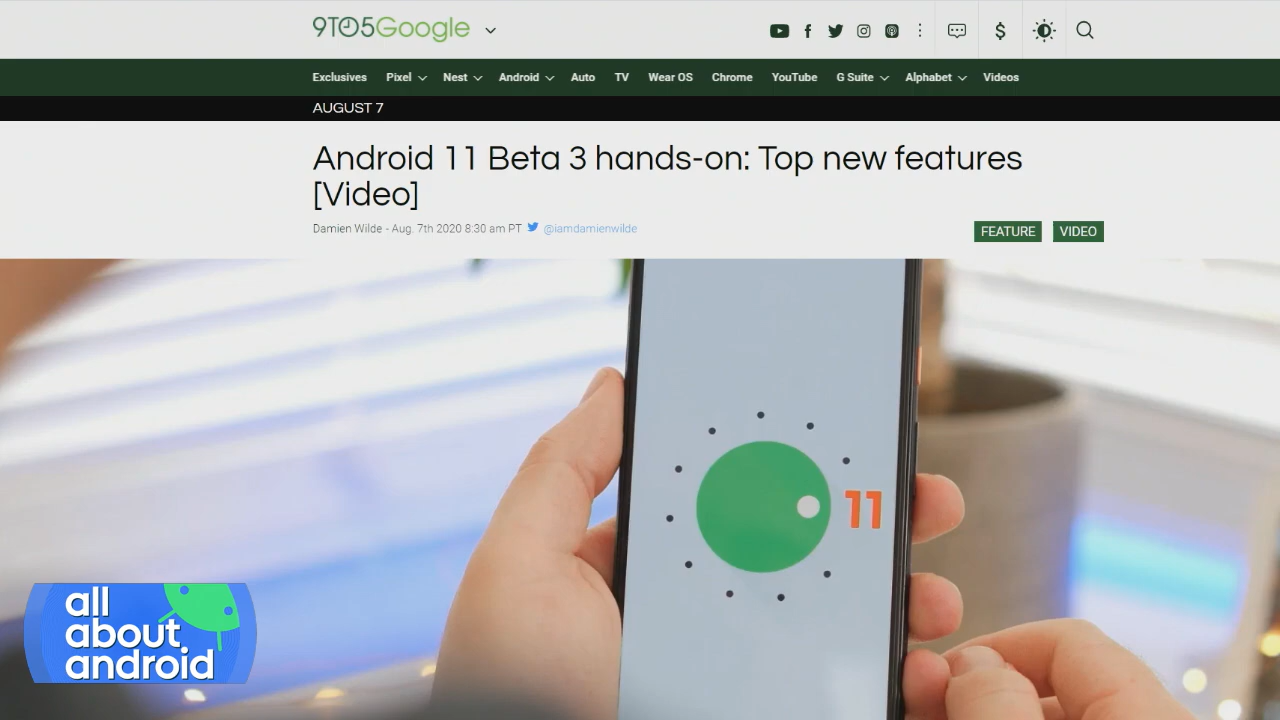 9TO5Google
$
Exclusives Pixel Nest Android Auto TV Wear OS Chrome YouTube G Suite Alphabet Videos
AUGUST 7
Android 11 Beta 3 hands-on: Top new features
[Video]
Damien Wilde - Aug. 7th 2020 8:30 am PT @iamdamienwilde
FEATURE VIDEO
11
all
about
android